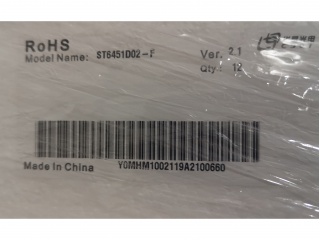 RoHS
Model Name: ST6451D02-F Ver. 2.1
Qty.: 12
Y0MHM1002119A2100660
Made In China